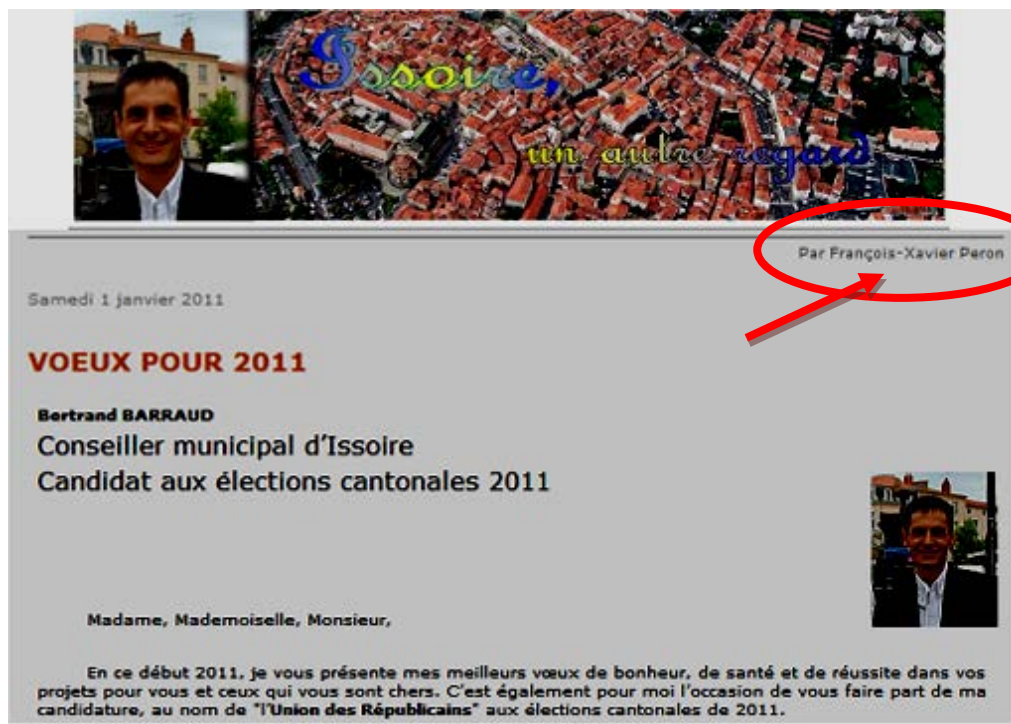 Issoire,
un autre regard
Par François-Xavier Peron
Samedi 1 janvier 2011
VOEUX POUR 2011
Bertrand BARRAUD
Conseiller municipal d'Issoire
Candidat aux élections cantonales 2011
Madame, Mademoiselle, Monsieur,
En ce début 2011, je vous présente mes meilleurs vœux de bonheur, de santé et de réussite dans vos
projets pour vous et ceux qui vous sont chers. C'est également pour moi l'occasion de vous faire part de ma
candidature, au nom de "l'Union des Républicains" aux élections cantonales de 2011.